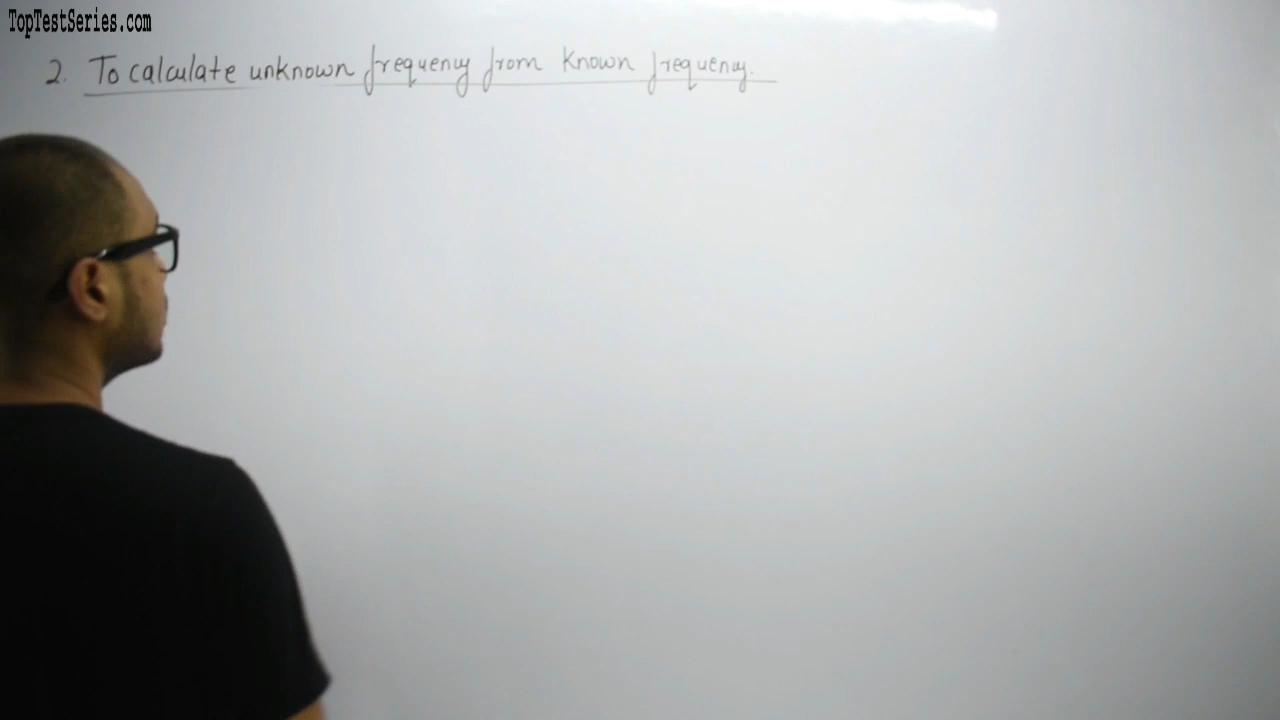 TopTestSeries.com
2. To calculate unknown frequency from Known frequency.